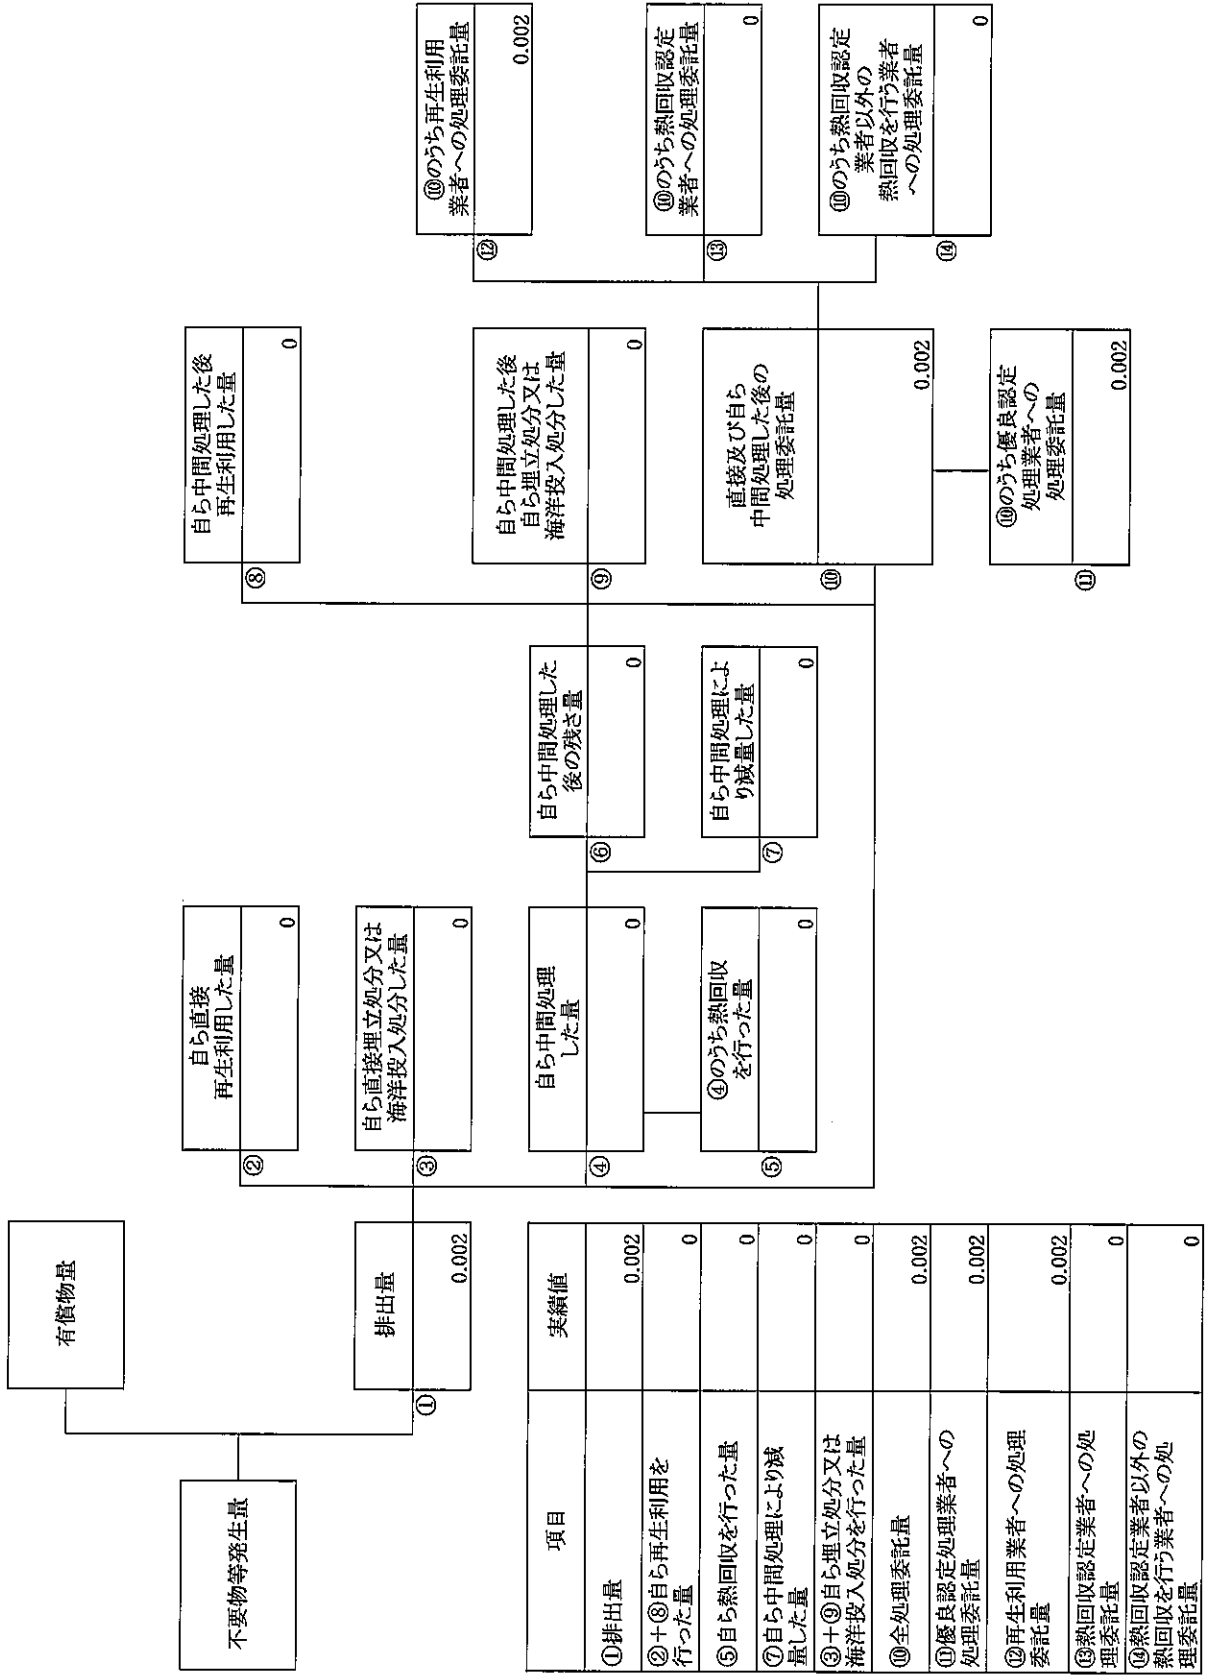 有償物量
不要物等発生量
排出量
①
0.002
自ら直接
再生利用した量
②
0
自ら直接埋立処分又は
海洋投入処分した量
③
0
自ら中間処理
した量
④
0
④のうち熱回収
を行った量
⑤
0
自ら中間処理した
後の残さ量
⑥
0
自ら中間処理によ
り減量した量
⑦
0
自ら中間処理した後
再生利用した量
⑧
0
自ら中間処理した後
自ら埋立処分又は
海洋投入処分した量
⑨
0
直接及び自ら
中間処理した後の
処理委託量
⑩
0.002
⑩のうち優良認定
処理業者への
処理委託量
⑪
0.002
⑩のうち再生利用
業者への処理委託量
⑫
0.002
⑩のうち熱回収認定
業者への処理委託量
⑬
0
⑩のうち熱回収認定
業者以外の
熱回収を行う業者
への処理委託量
⑭
0
項目 実績値
①排出量 0.002
②+⑧自ら再生利用を
行った量 0
⑤自ら熱回収を行った量 0
⑦自ら中間処理により減
量した量 0
③+⑨自ら埋立処分又は
海洋投入処分を行った量 0
⑩全処理委託量 0.002
⑪優良認定処理業者への
処理委託量 0.002
⑫再生利用業者への処理
委託量 0.002
⑬熱回収認定業者への処
理委託量 0
⑭熱回収認定業者以外の
熱回収を行う業者への処
理委託量 0